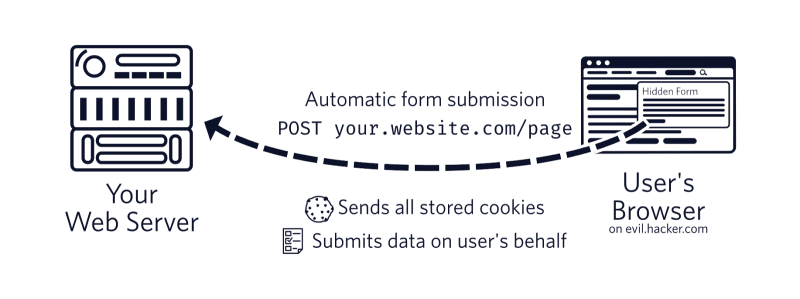 Automatic form submission
POST your.website.com/page
Hidden Form
Your
Web Server
Sends all stored cookies
Submits data on user's behalf
User's
Browser
on evil.hacker.com